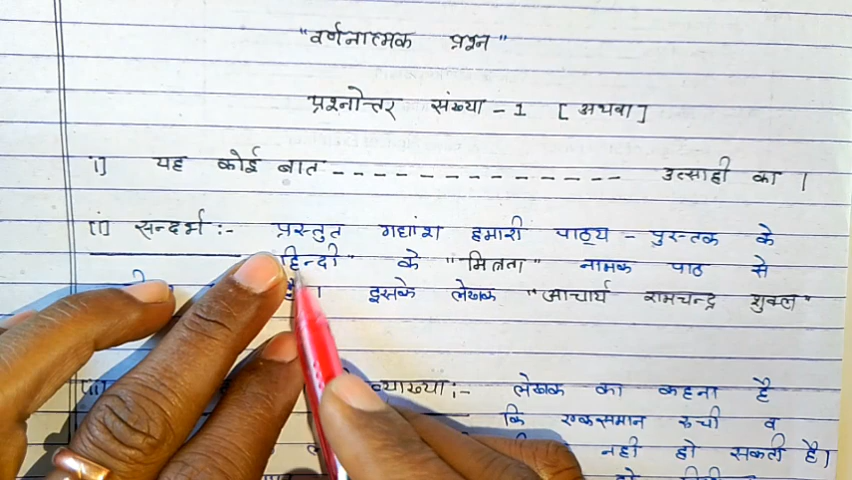 "वर्णनात्मक प्रश्न"
प्रश्नोत्तर संख्या - 1 [अथवा]
i] यह कोई बात - - - - - - - - - - - - - - - उत्साही का ।
(i) सन्दर्भ :- प्रस्तुत गद्यांश हमारी पाठ्य - पुस्तक के
हिन्दी" के "मित्रता" नामक पाठ से
है। इसके लेखक "आचार्य रामचन्द्र शुक्ल"
व्याख्या :- लेखक का कहना है
कि एकसमान रुची व
नही हो सकती है।